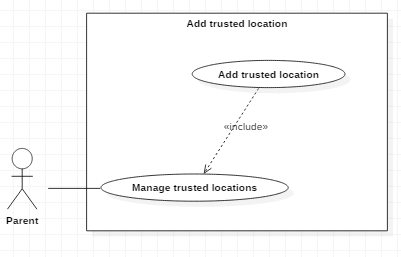 Add trusted location
Add trusted location
«include»
Manage trusted locations
Parent